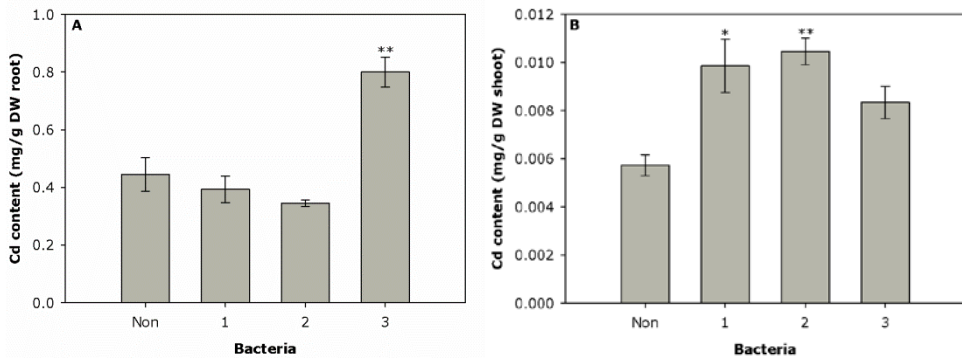 A
Cd content (mg/g DW root)
1.0
0.8
0.6
0.4
0.2
0.0
**
Non 1 2 3
Bacteria
B
Cd content (mg/g DW shoot)
0.012
0.010
0.008
0.006
0.004
0.002
0.000
* **
Non 1 2 3
Bacteria